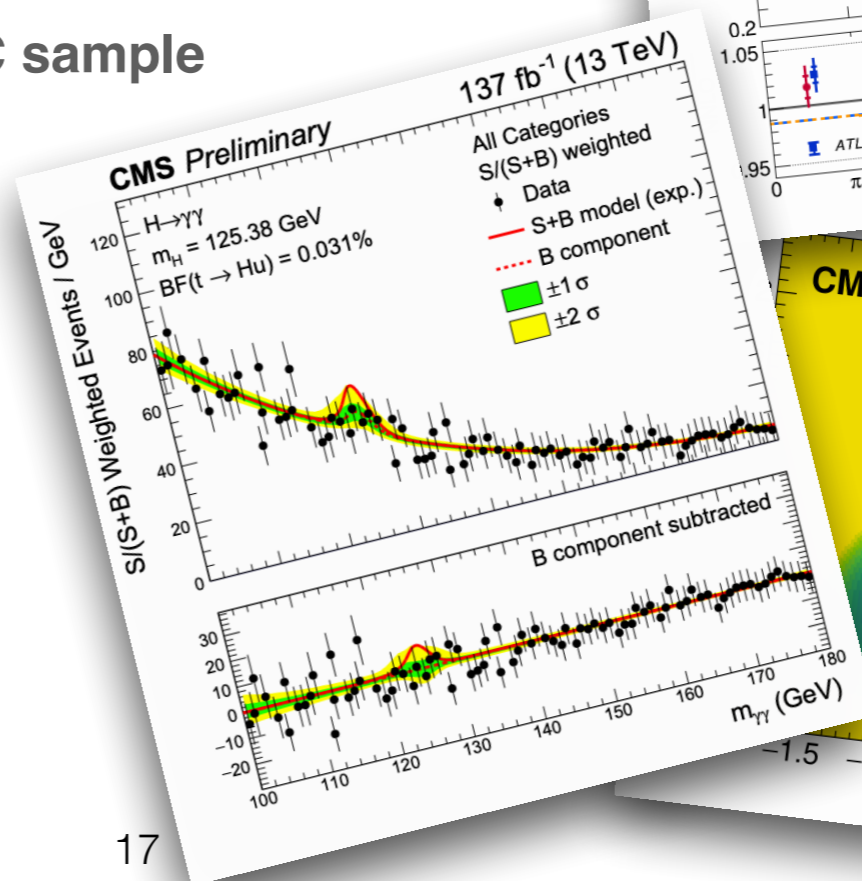 C sample
137 fb-1 (13 TeV)
CMS Preliminary
H→γγ
mH = 125.38 GeV
BF(t → Hu) = 0.031%
All Categories
S/(S+B) weighted
Data
S+B model (exp.)
B component
±1 σ
±2 σ
S/(S+B) Weighted Events / GeV
120
100
80
60
40
20
0
B component subtracted
30
20
10
0
−10
−20
100 110 120 130 140 150 160 170 180
mγγ (GeV)
0.2
1.05
1
.95
ATL
0
π
CM
−1.5
17